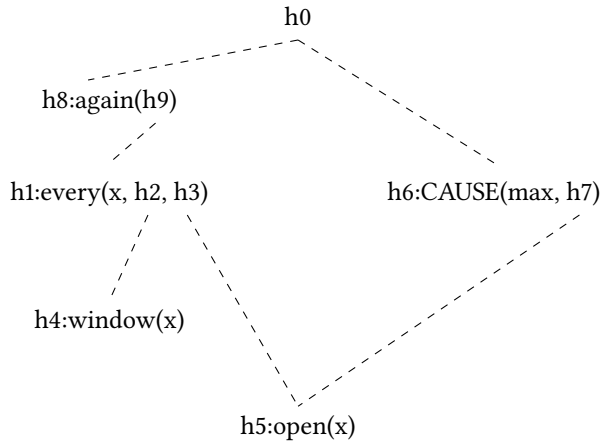 h0
h8:again(h9)
h1:every(x, h2, h3)
h6:CAUSE(max, h7)
h4:window(x)
h5:open(x)